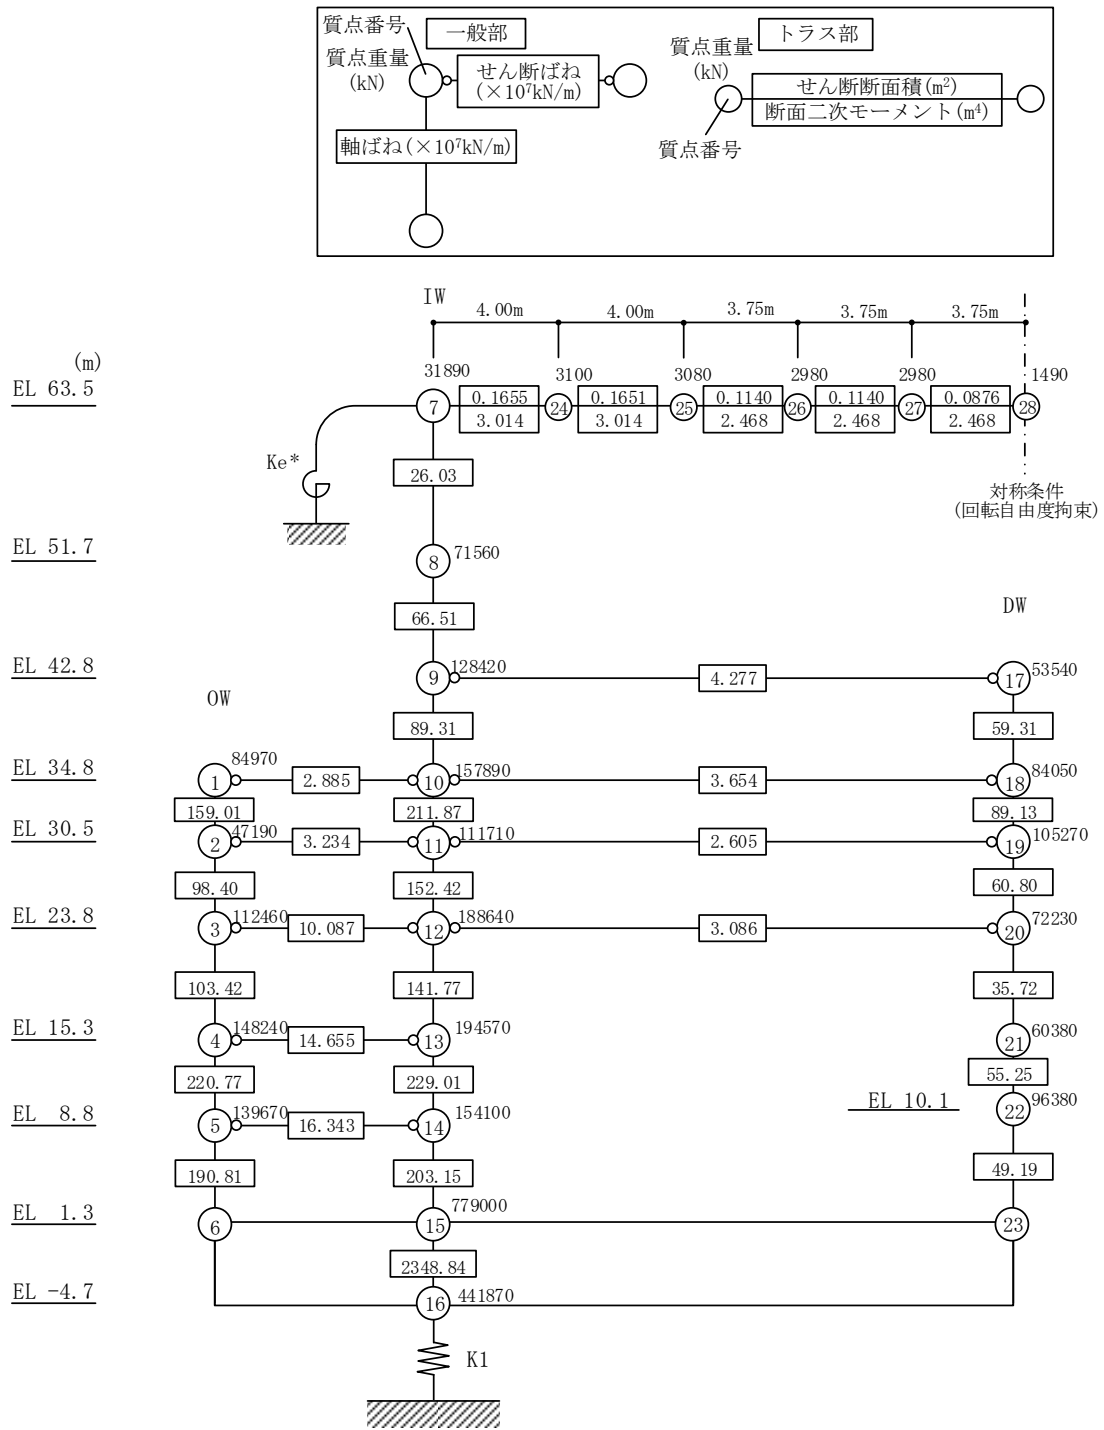 質点番号
一般部
質点重量
(kN)
せん断ばね
(×10⁷kN/m)
軸ばね(×10⁷kN/m)
トラス部
質点重量
(kN)
せん断断面積(m²)
断面二次モーメント(m⁴)
質点番号
IW
4.00m 4.00m 3.75m 3.75m 3.75m
(m)
31890 3100 3080 2980 2980 1490
EL 63.5
7 0.1655 24 0.1651 25 0.1140 26 0.1140 27 0.0876 28
3.014 3.014 2.468 2.468 2.468
Ke*
26.03
対称条件
(回転自由度拘束)
EL 51.7
8 71560
66.51
DW
EL 42.8
9 128420 4.277 17 53540
OW
89.31 59.31
EL 34.8
1 84970 2.885 10 157890 3.654 18 84050
159.01 211.87 89.13
EL 30.5
2 47190 3.234 11 111710 2.605 19 105270
98.40 152.42 60.80
EL 23.8
3 112460 10.087 12 188640 3.086 20 72230
103.42 141.77 35.72
EL 15.3
4 148240 14.655 13 194570 21 60380
220.77 229.01 55.25
EL 10.1 22 96380
EL 8.8
5 139670 16.343 14 154100
190.81 203.15 49.19
EL 1.3
6 15 779000 23
2348.84
EL -4.7
16 441870
K1